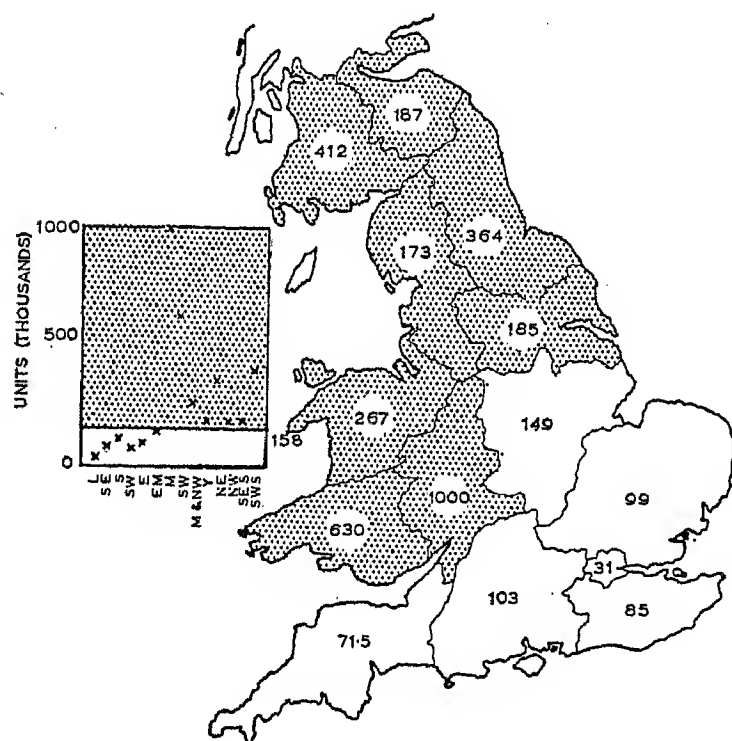 187
412
364
173
185
267
149
1000
99
630
31
103
85
71·5
UNITS (THOUSANDS)
1000
500
0
158
L
SE
S
SW
E
EM
M
SW
M & NW
Y
NE
NW
SES
SWS